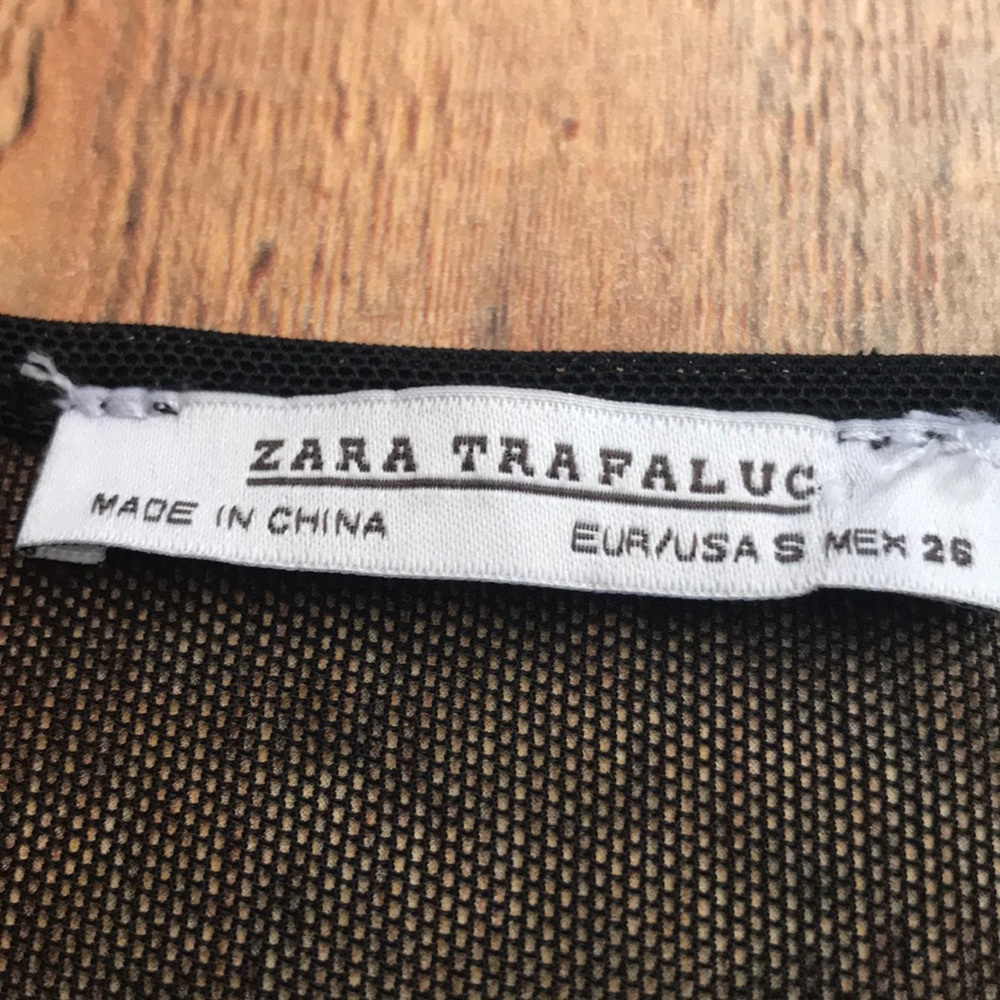 ZARA TRAFALUC
MADE IN CHINA EUR/USA S MEX 26